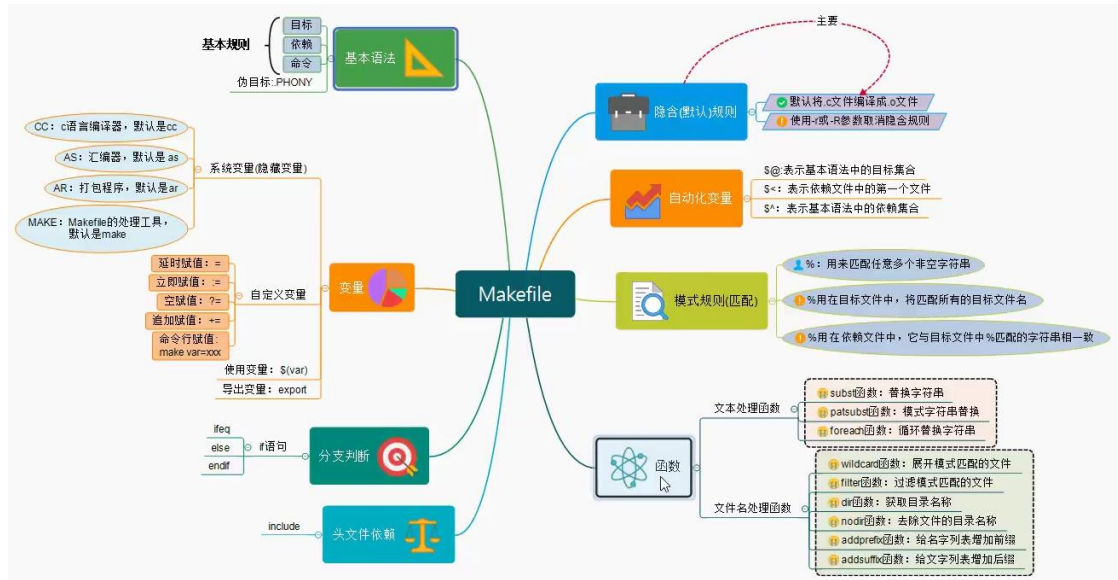 Makefile
基本语法
基本规则
目标
依赖
命令
伪目标:.PHONY
变量
系统变量(隐藏变量)
CC：c语言编译器，默认是cc
AS：汇编器，默认是 as
AR：打包程序，默认是ar
MAKE：Makefile的处理工具，
默认是make
自定义变量
延时赋值：=
立即赋值：:=
空赋值：?=
追加赋值：+=
命令行赋值:
make var=xxx
使用变量：$(var)
导出变量：export
分支判断
if语句
ifeq
else
endif
头文件依赖
include
主要
隐含(默认)规则
默认将.c文件编译成.o文件
使用-r或-R参数取消隐含规则
自动化变量
$@:表示基本语法中的目标集合
$<：表示依赖文件中的第一个文件
$^：表示基本语法中的依赖集合
模式规则(匹配)
%：用来匹配任意多个非空字符串
%用在目标文件中，将匹配所有的目标文件名
%用在依赖文件中，它与目标文件中%匹配的字符串相一致
函数
文本处理函数
subst函数：替换字符串
patsubst函数：模式字符串替换
foreach函数：循环替换字符串
文件名处理函数
wildcard函数：展开模式匹配的文件
filter函数：过滤模式匹配的文件
dir函数：获取目录名称
nodir函数：去除文件的目录名称
addprefix函数：给名字列表增加前缀
addsuffix函数：给文字列表增加后缀